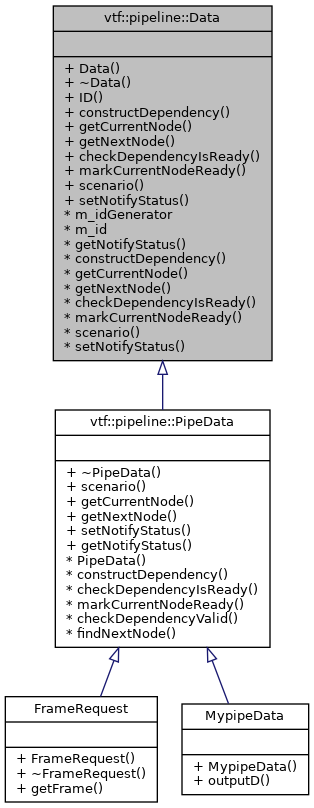 vtf::pipeline::Data
+ Data()
+ ~Data()
+ ID()
+ constructDependency()
+ getCurrentNode()
+ getNextNode()
+ checkDependencyIsReady()
+ markCurrentNodeReady()
+ scenario()
+ setNotifyStatus()
* m_idGenerator
* m_id
* getNotifyStatus()
* constructDependency()
* getCurrentNode()
* getNextNode()
* checkDependencyIsReady()
* markCurrentNodeReady()
* scenario()
* setNotifyStatus()
vtf::pipeline::PipeData
+ ~PipeData()
+ scenario()
+ getCurrentNode()
+ getNextNode()
+ setNotifyStatus()
+ getNotifyStatus()
* PipeData()
* constructDependency()
* checkDependencyIsReady()
* markCurrentNodeReady()
* checkDependencyValid()
* findNextNode()
FrameRequest
+ FrameRequest()
+ ~FrameRequest()
+ getFrame()
MypipeData
+ MypipeData()
+ outputD()